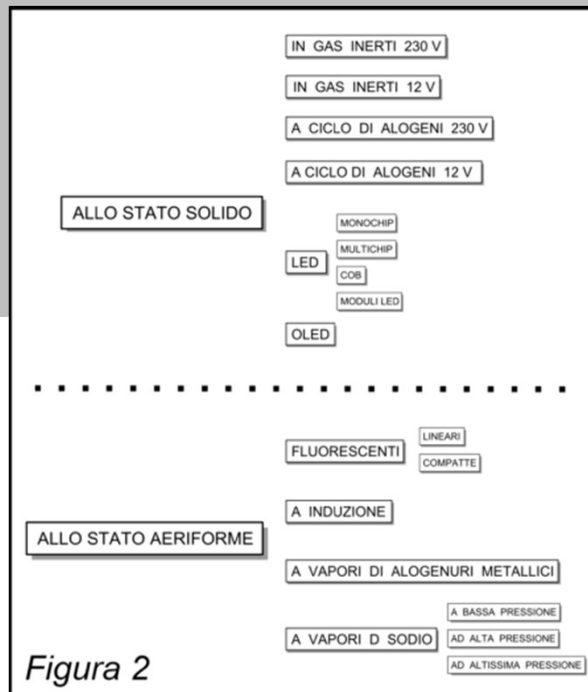 IN GAS INERTI 230 V
IN GAS INERTI 12 V
A CICLO DI ALOGENI 230 V
A CICLO DI ALOGENI 12 V
ALLO STATO SOLIDO
LED
MONOCHIP
MULTICHIP
COB
MODULI LED
OLED
FLUORESCENTI
LINEARI
COMPATTE
A INDUZIONE
ALLO STATO AERIFORME
A VAPORI DI ALOGENURI METALLICI
A VAPORI D SODIO
A BASSA PRESSIONE
AD ALTA PRESSIONE
AD ALTISSIMA PRESSIONE
Figura 2